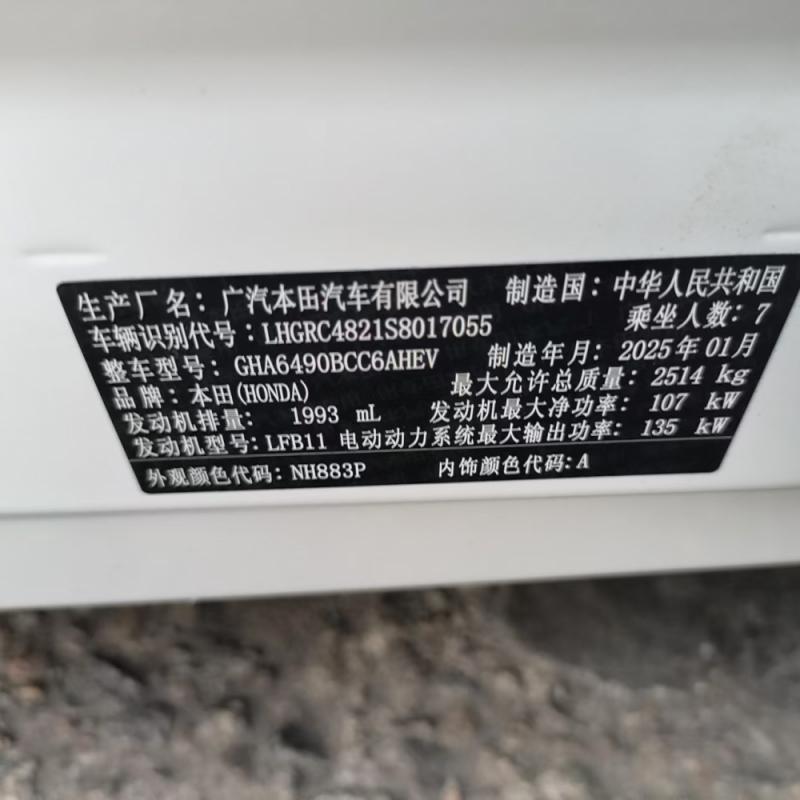 生产厂名：广汽本田汽车有限公司 制造国：中华人民共和国
车辆识别代号：LHGRC4821S8017055 乘坐人数：7
整车型号：GHA6490BCC6AHEV 制造年月：2025年01月
品牌：本田(HONDA) 最大允许总质量：2514 kg
发动机排量： 1993 mL 发动机最大净功率：107 kW
发动机型号：LFB11 电动动力系统最大输出功率：135 kW
外观颜色代码：NH883P 内饰颜色代码：A